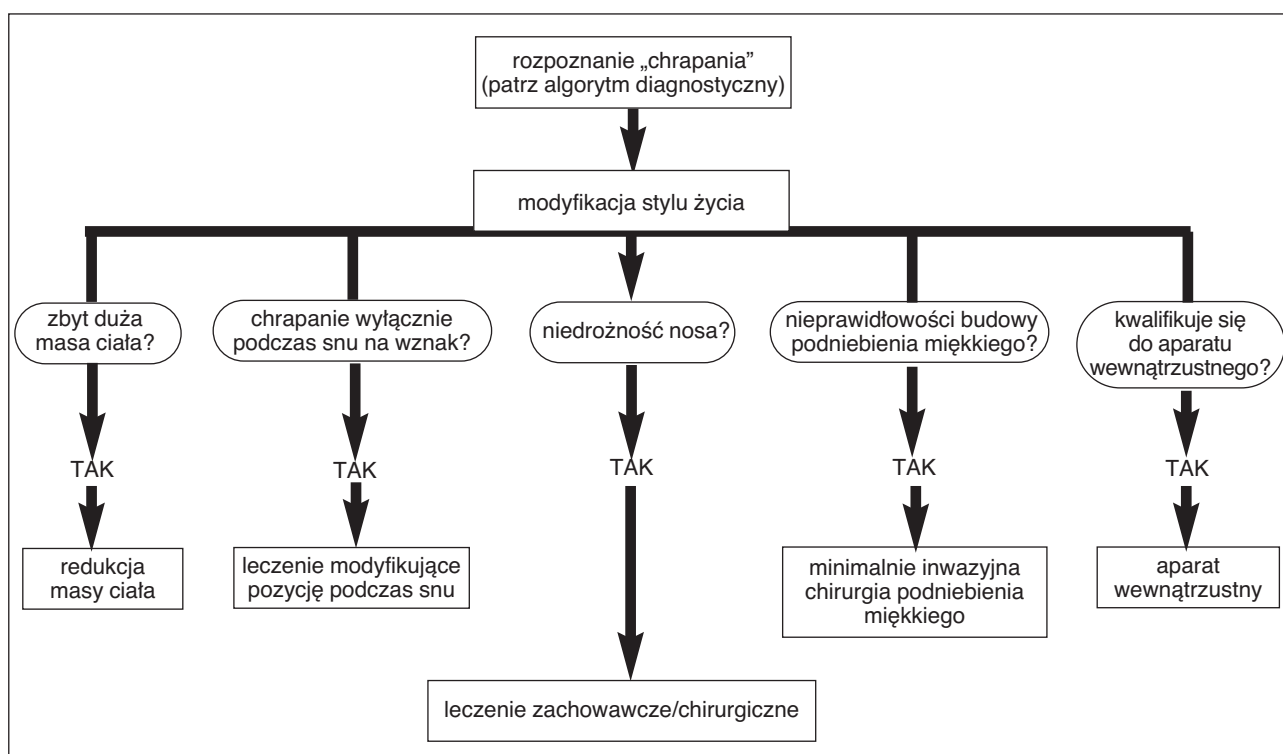 rozpoznanie „chrapania”
(patrz algorytm diagnostyczny)
modyfikacja stylu życia
zbyt duża
masa ciała?
chrapanie wyłącznie
podczas snu na wznak?
niedrożność nosa?
nieprawidłowości budowy
podniebienia miękkiego?
kwalifikuje się
do aparatu
wewnątrzustnego?
TAK
TAK
TAK
TAK
TAK
redukcja
masy ciała
leczenie modyfikujące
pozycję podczas snu
minimalnie inwazyjna
chirurgia podniebienia
miękkiego
aparat
wewnątrzustny
leczenie zachowawcze/chirurgiczne